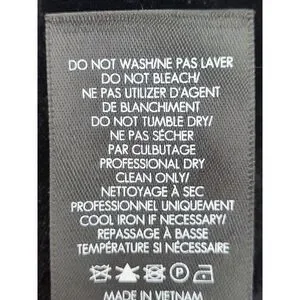 DO NOT WASH/NE PAS LAVER
DO NOT BLEACH/
NE PAS UTILIZER D'AGENT
DE BLANCHIMENT
DO NOT TUMBLE DRY/
NE PAS SÉCHER
PAR CULBUTAGE
PROFESSIONAL DRY
CLEAN ONLY/
NETTOYAGE À SEC
PROFESSIONNEL UNIQUEMENT
COOL IRON IF NECESSARY/
REPASSAGE À BASSE
TEMPÉRATURE SI NÉCESSAIRE
P
MADE IN VIETNAM